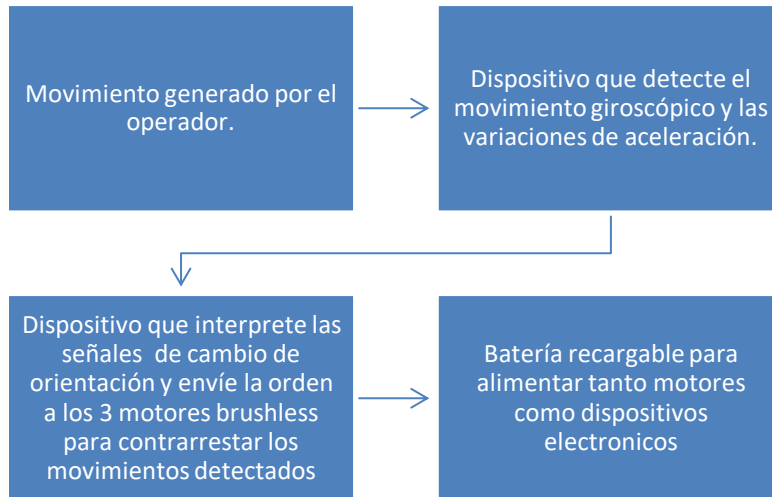 Movimiento generado por el
operador.
Dispositivo que detecte el
movimiento giroscópico y las
variaciones de aceleración.
Dispositivo que interprete las
señales de cambio de
orientación y envíe la orden
a los 3 motores brushless
para contrarrestar los
movimientos detectados
Batería recargable para
alimentar tanto motores
como dispositivos
electronicos